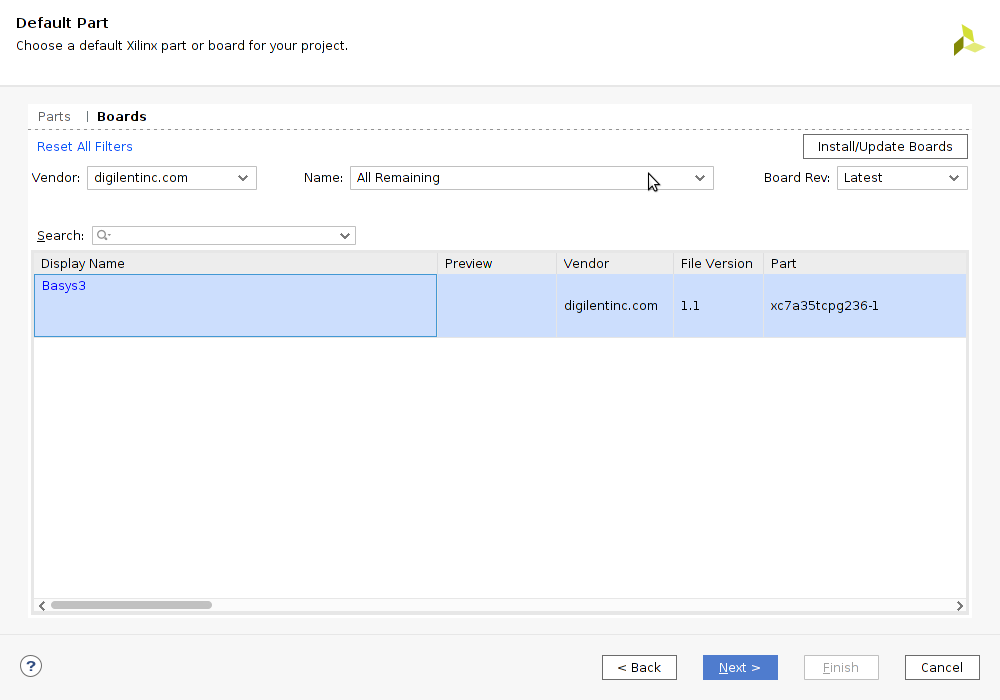 Default Part
Choose a default Xilinx part or board for your project.
Parts | Boards
Reset All Filters
Install/Update Boards
Vendor: digilentinc.com Name: All Remaining Board Rev: Latest
Search:
Display Name Preview Vendor File Version Part
Basys3 digilentinc.com 1.1 xc7a35tcpg236-1
? < Back Next > Finish Cancel